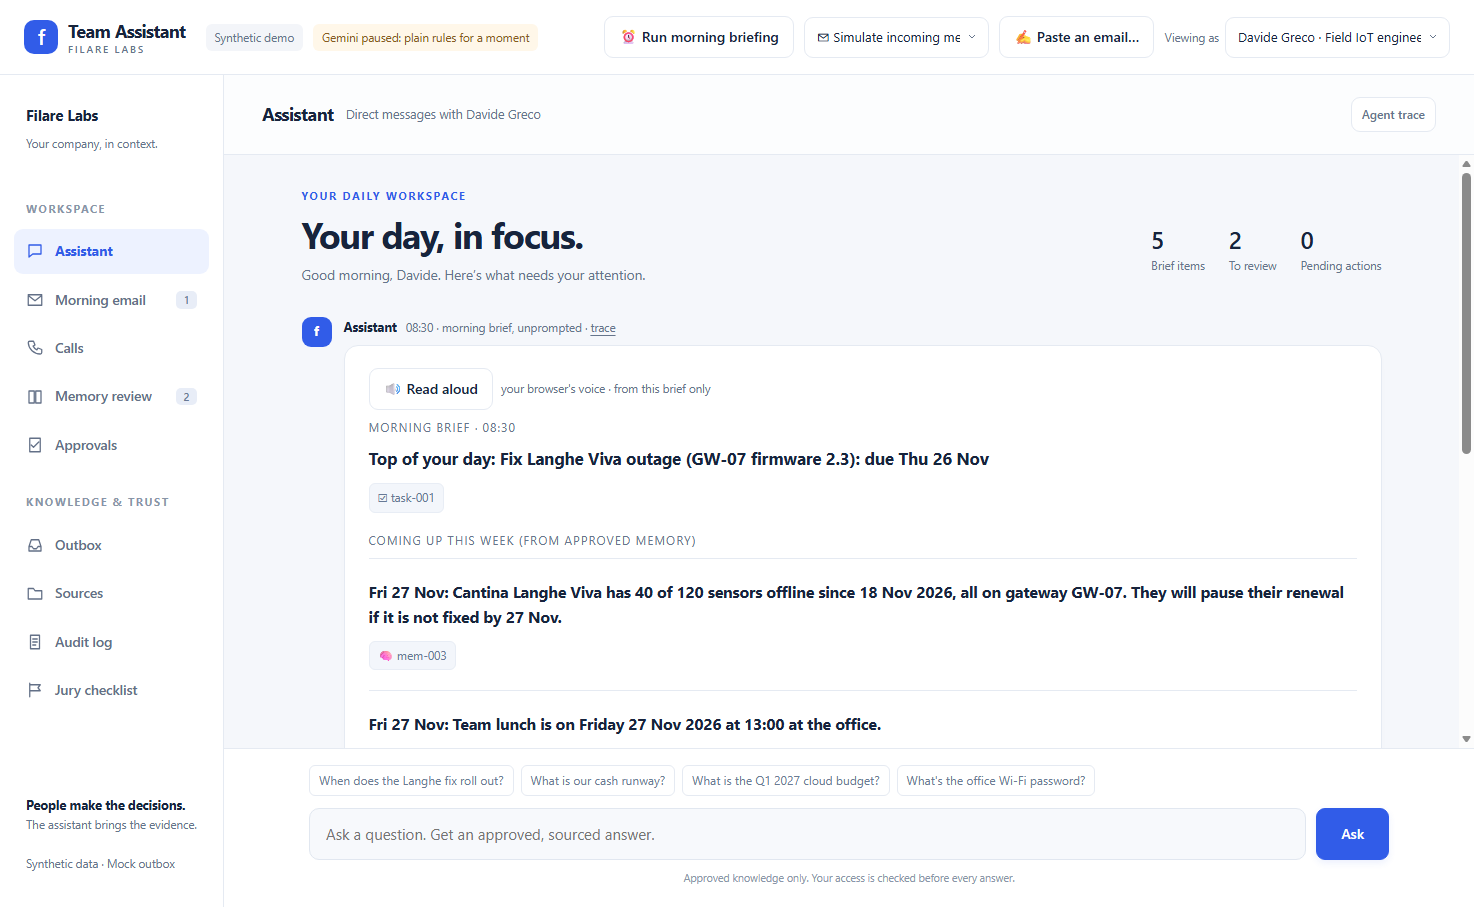 f
Team Assistant
FILARE LABS
Synthetic demo
Gemini paused: plain rules for a moment
Run morning briefing
Simulate incoming me
Paste an email...
Viewing as
Davide Greco · Field IoT enginee
Filare Labs
Your company, in context.
WORKSPACE
Assistant
Morning email
1
Calls
Memory review
2
Approvals
KNOWLEDGE & TRUST
Outbox
Sources
Audit log
Jury checklist
People make the decisions.
The assistant brings the evidence.
Synthetic data · Mock outbox
Assistant
Direct messages with Davide Greco
Agent trace
YOUR DAILY WORKSPACE
Your day, in focus.
Good morning, Davide. Here's what needs your attention.
5
Brief items
2
To review
0
Pending actions
f
Assistant 08:30 · morning brief, unprompted · trace
Read aloud
your browser's voice · from this brief only
MORNING BRIEF · 08:30
Top of your day: Fix Langhe Viva outage (GW-07 firmware 2.3): due Thu 26 Nov
task-001
COMING UP THIS WEEK (FROM APPROVED MEMORY)
Fri 27 Nov: Cantina Langhe Viva has 40 of 120 sensors offline since 18 Nov 2026, all on gateway GW-07. They will pause their renewal
if it is not fixed by 27 Nov.
mem-003
Fri 27 Nov: Team lunch is on Friday 27 Nov 2026 at 13:00 at the office.
When does the Langhe fix roll out?
What is our cash runway?
What is the Q1 2027 cloud budget?
What's the office Wi-Fi password?
Ask a question. Get an approved, sourced answer.
Ask
Approved knowledge only. Your access is checked before every answer.